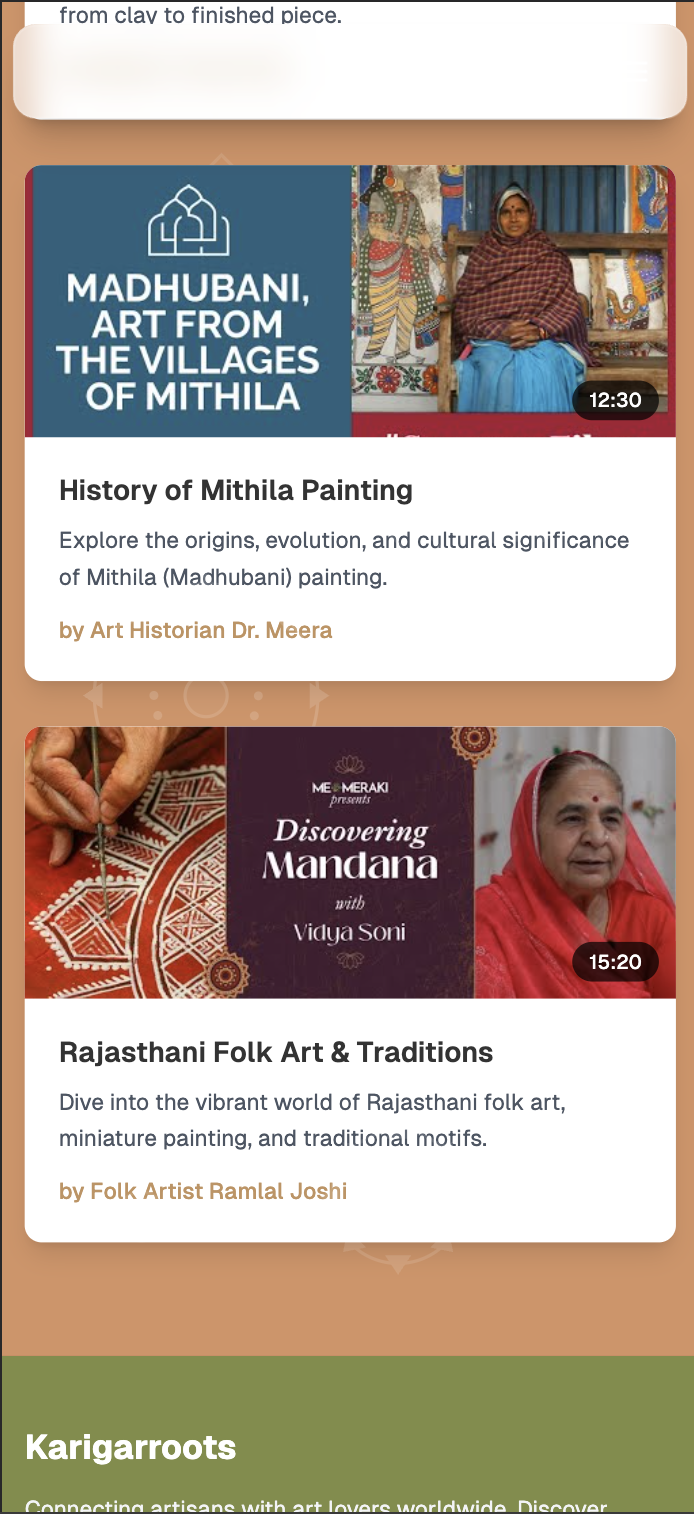 from clay to finished piece.
MADHUBANI,
ART FROM
THE VILLAGES
OF MITHILA
12:30
History of Mithila Painting
Explore the origins, evolution, and cultural significance
of Mithila (Madhubani) painting.
by Art Historian Dr. Meera
MEMERAKI
presents
Discovering
Mandana
with
Vidya Soni
15:20
Rajasthani Folk Art & Traditions
Dive into the vibrant world of Rajasthani folk art,
miniature painting, and traditional motifs.
by Folk Artist Ramlal Joshi
Karigarroots
Connecting artisans with art lovers worldwide. Discover